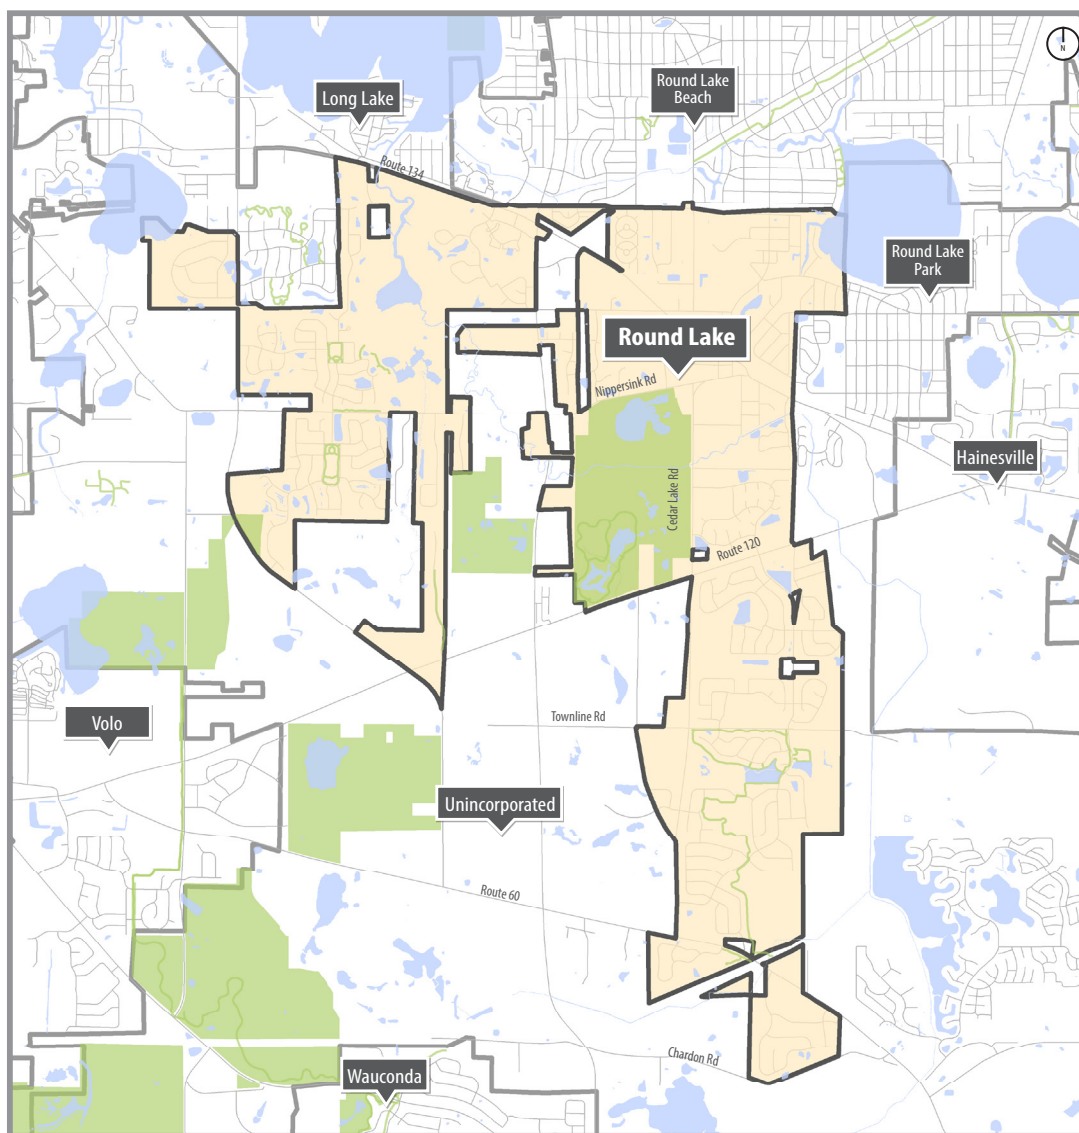 N
Long Lake
Round Lake
Beach
Route 134
Round Lake
Park
Round Lake
Nippersink Rd
Hainesville
Cedar Lake Rd
Route 120
Volo
Townline Rd
Unincorporated
Route 60
Chardon Rd
Wauconda